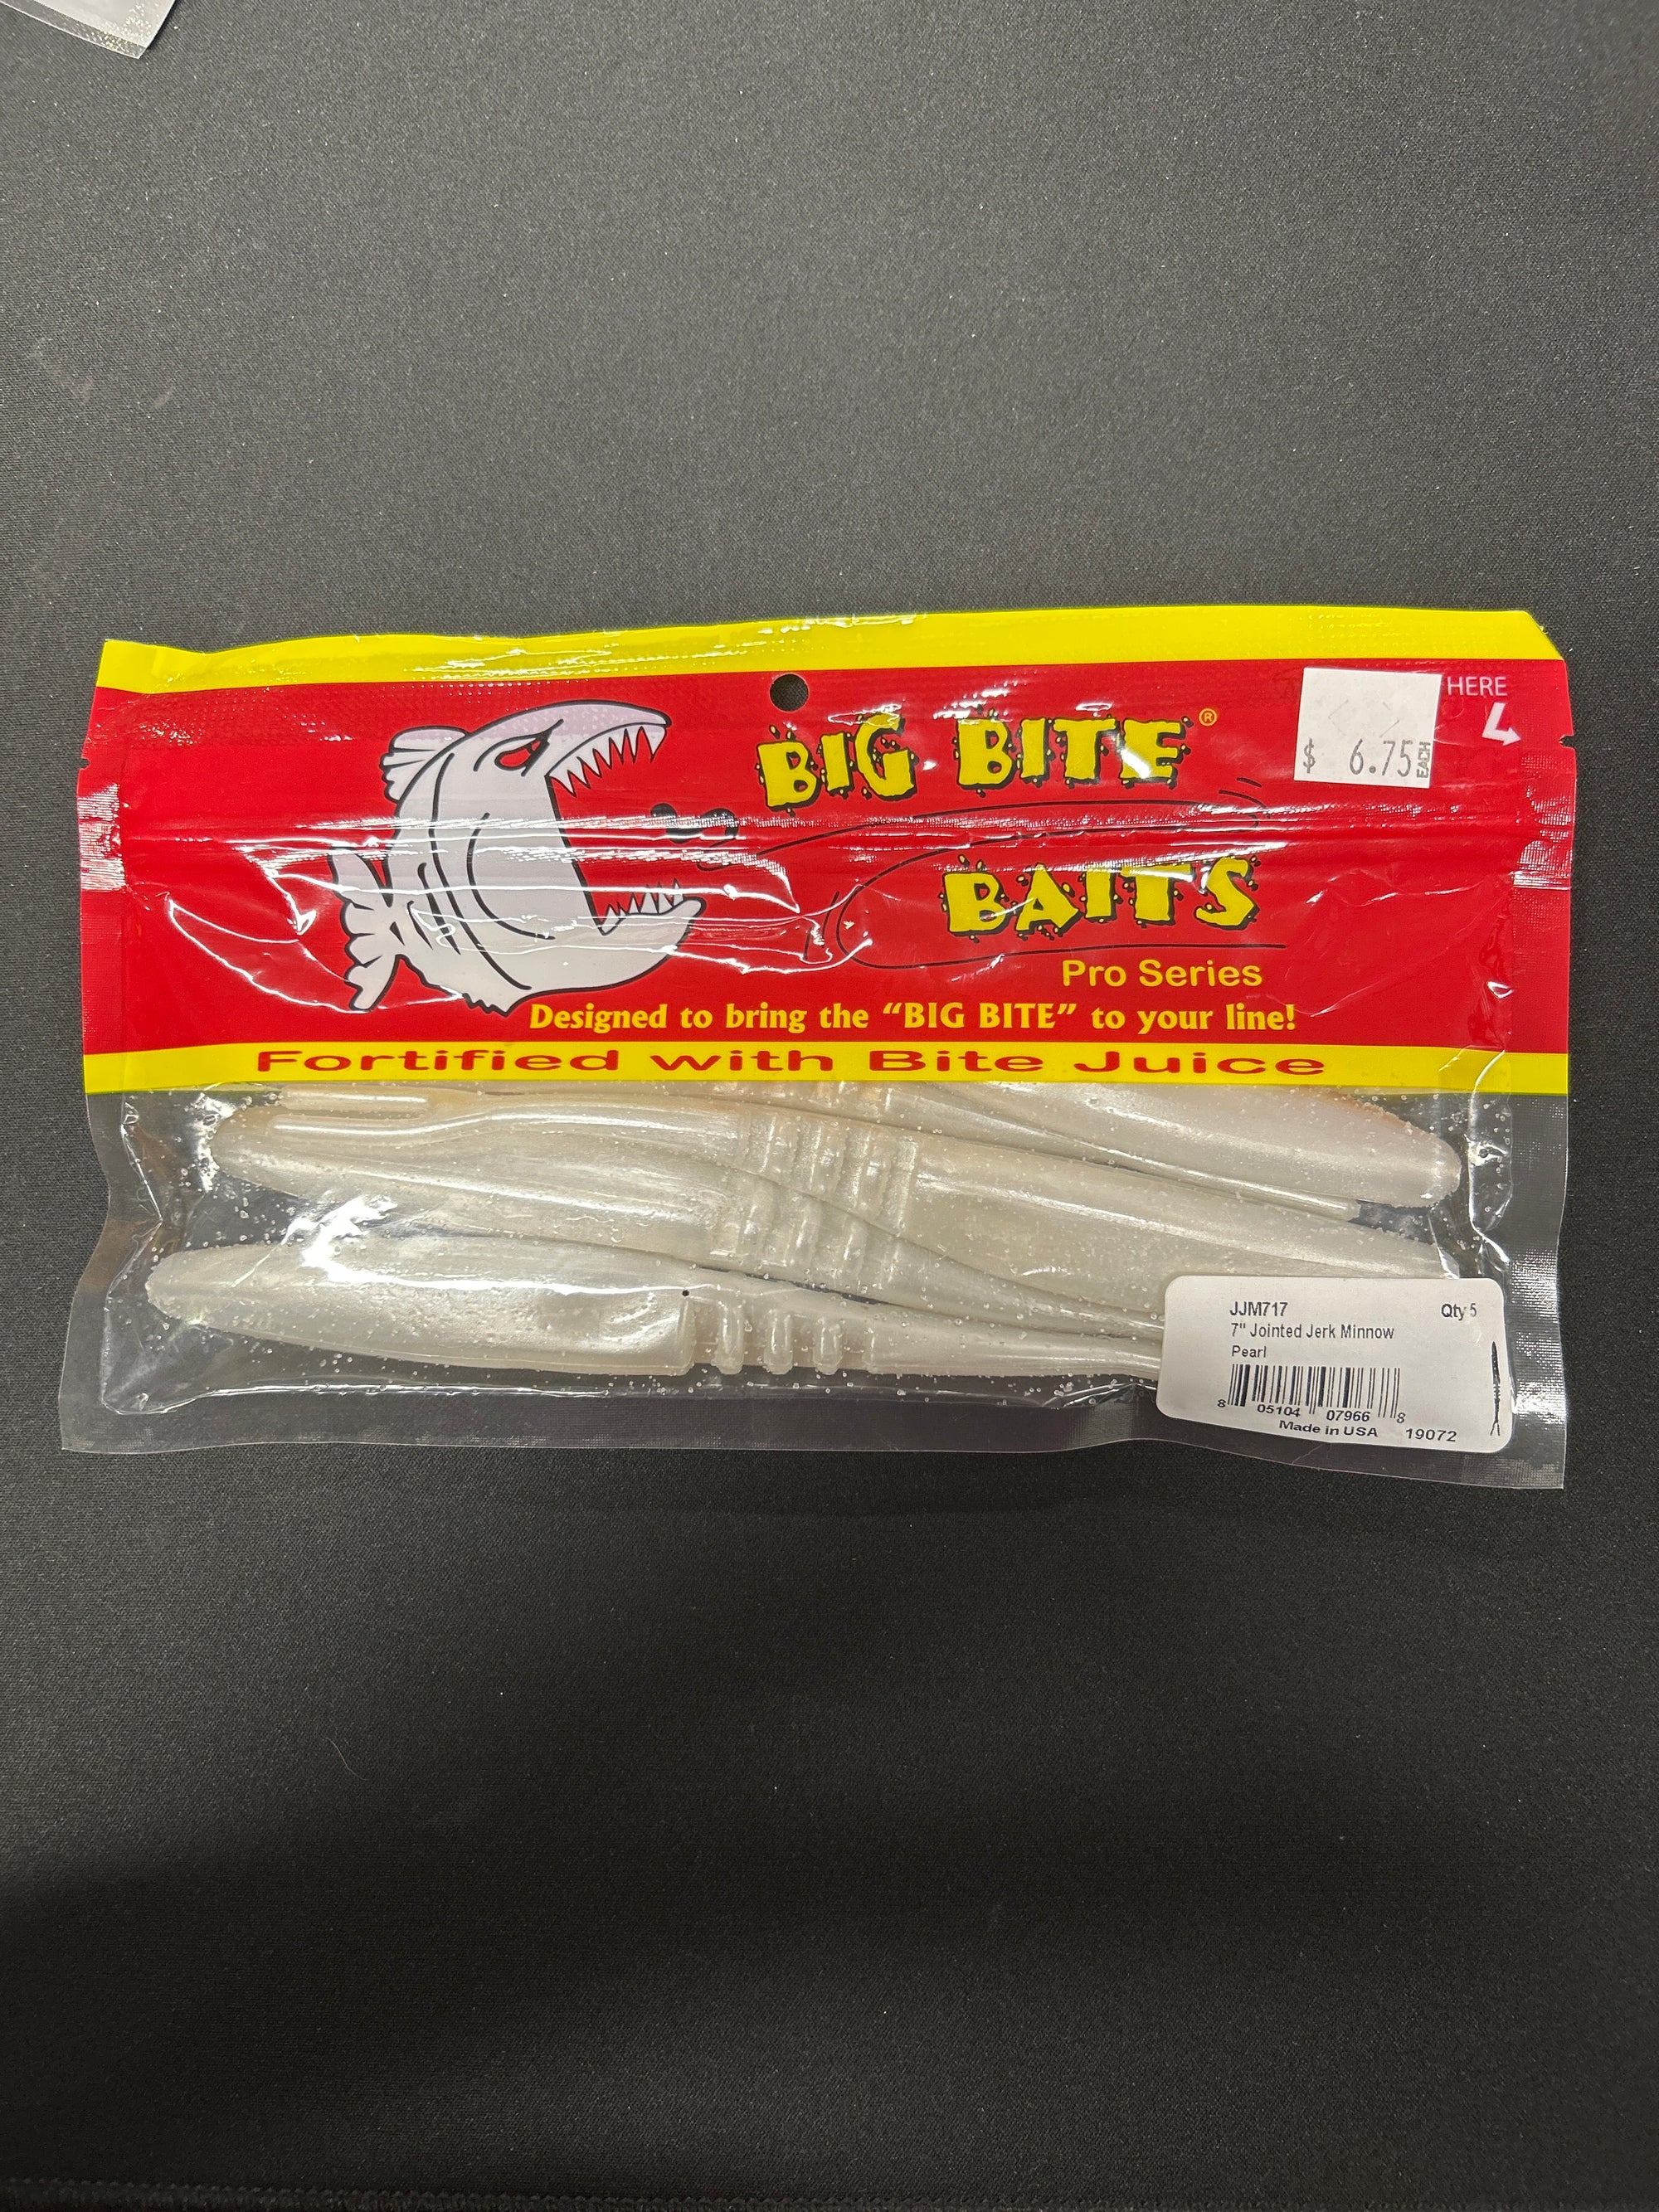 BIG BITE®
BAITS
HERE
$ 6.75 EACH
Pro Series
Designed to bring the “BIG BITE” to your line!
Fortified with Bite Juice
JJM717 Qty 5
7" Jointed Jerk Minnow
Pearl
8 05104 07966 8
Made in USA 19072